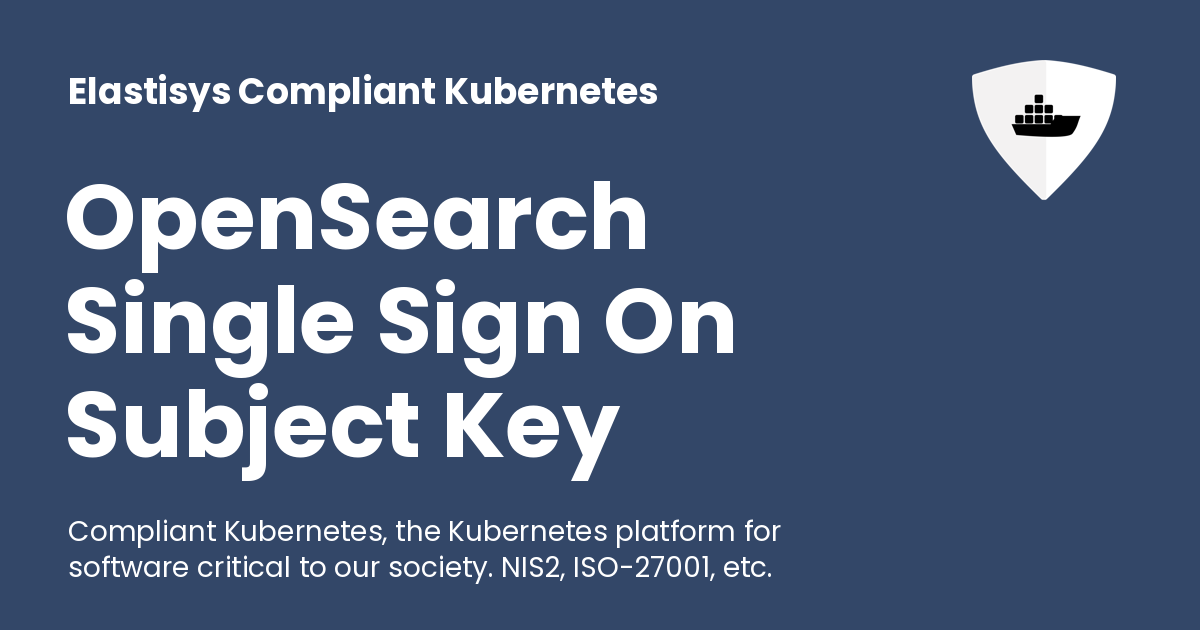 Elastisys Compliant Kubernetes
OpenSearch
Single Sign On
Subject Key
Compliant Kubernetes, the Kubernetes platform for
software critical to our society. NIS2, ISO-27001, etc.